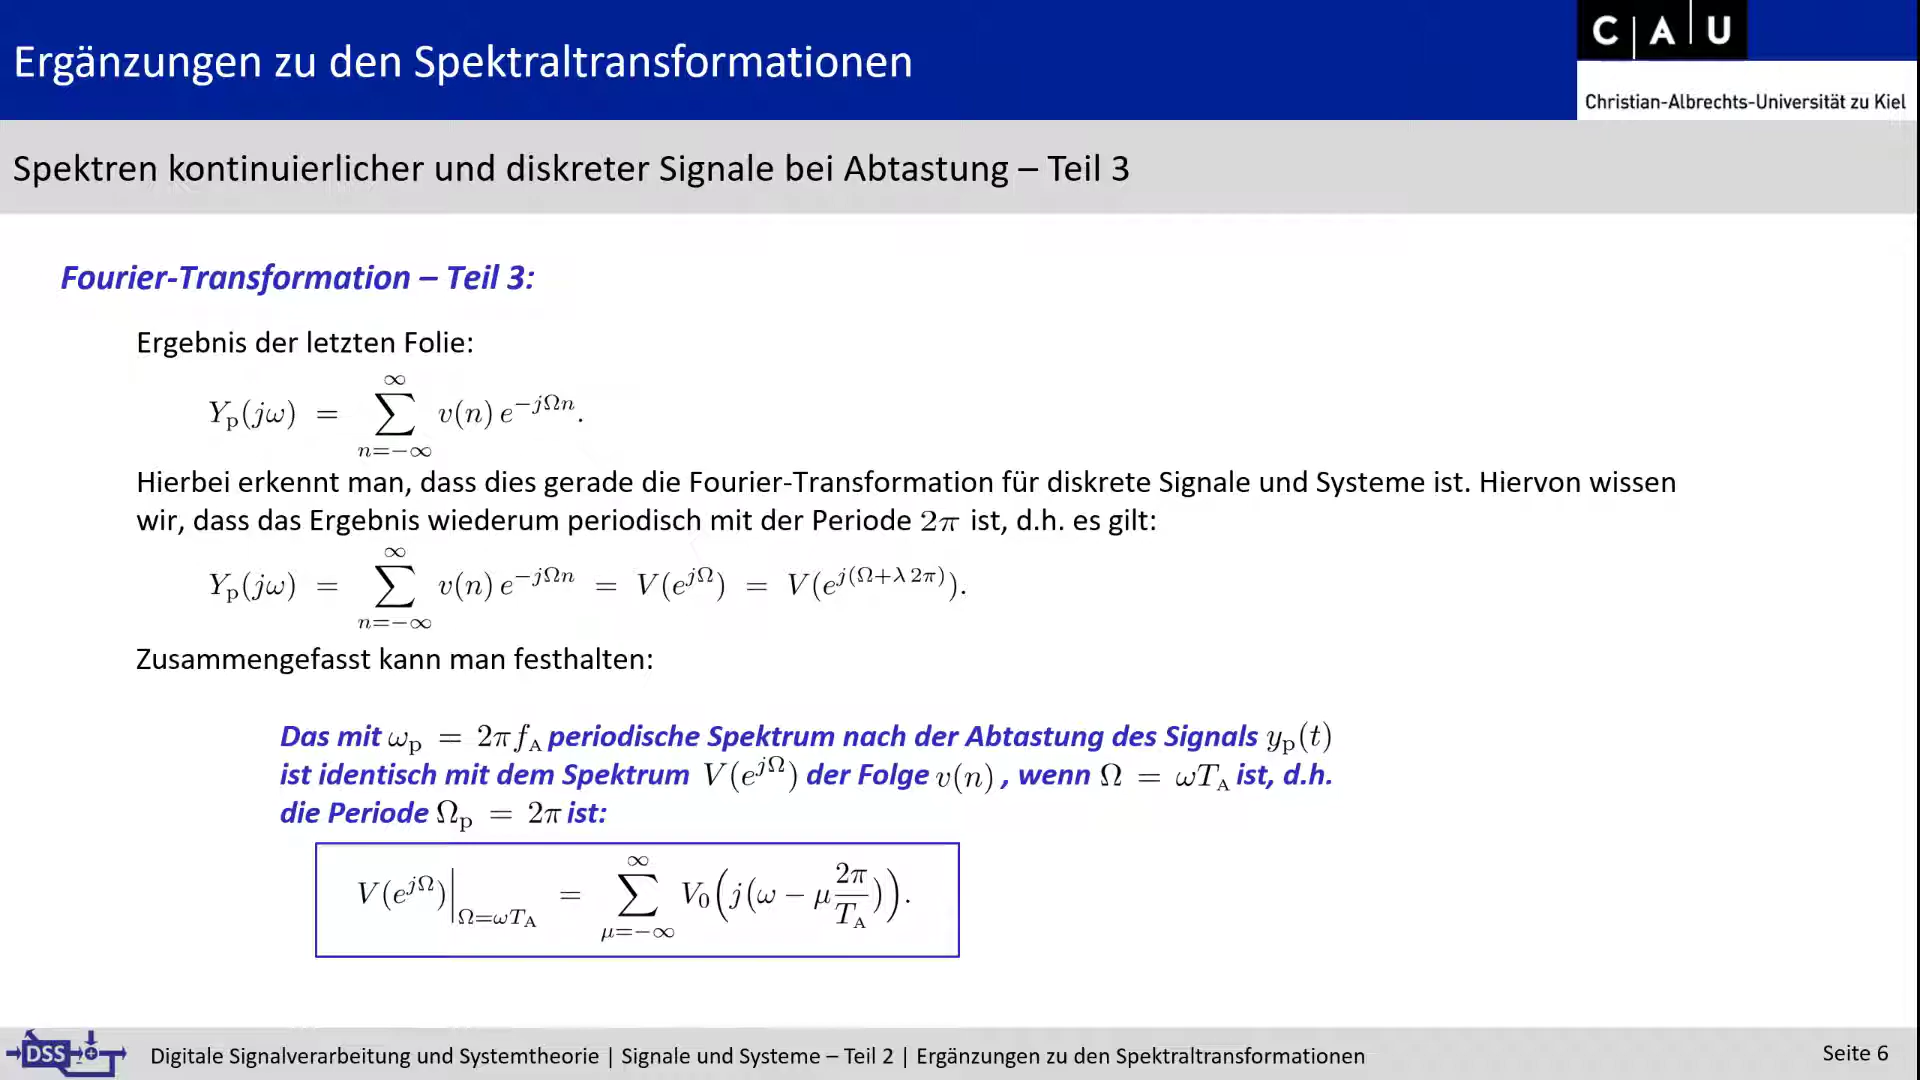 Ergänzungen zu den Spektraltransformationen
C | A | U
Christian-Albrechts-Universität zu Kiel
Spektren kontinuierlicher und diskreter Signale bei Abtastung – Teil 3
Fourier-Transformation – Teil 3:
Ergebnis der letzten Folie:
Y_p(jω) = ∑_{n=−∞}^{∞} v(n) e^{−jΩn}.
Hierbei erkennt man, dass dies gerade die Fourier-Transformation für diskrete Signale und Systeme ist. Hiervon wissen
wir, dass das Ergebnis wiederum periodisch mit der Periode 2π ist, d.h. es gilt:
Y_p(jω) = ∑_{n=−∞}^{∞} v(n) e^{−jΩn} = V(e^{jΩ}) = V(e^{j(Ω+λ 2π)}).
Zusammengefasst kann man festhalten:
Das mit ω_p = 2πf_A periodische Spektrum nach der Abtastung des Signals y_p(t)
ist identisch mit dem Spektrum V(e^{jΩ}) der Folge v(n) , wenn Ω = ωT_A ist, d.h.
die Periode Ω_p = 2π ist:
V(e^{jΩ})|_{Ω=ωT_A} = ∑_{μ=−∞}^{∞} V_0(j(ω − μ \frac{2π}{T_A})).
DSS
Digitale Signalverarbeitung und Systemtheorie | Signale und Systeme – Teil 2 | Ergänzungen zu den Spektraltransformationen
Seite 6